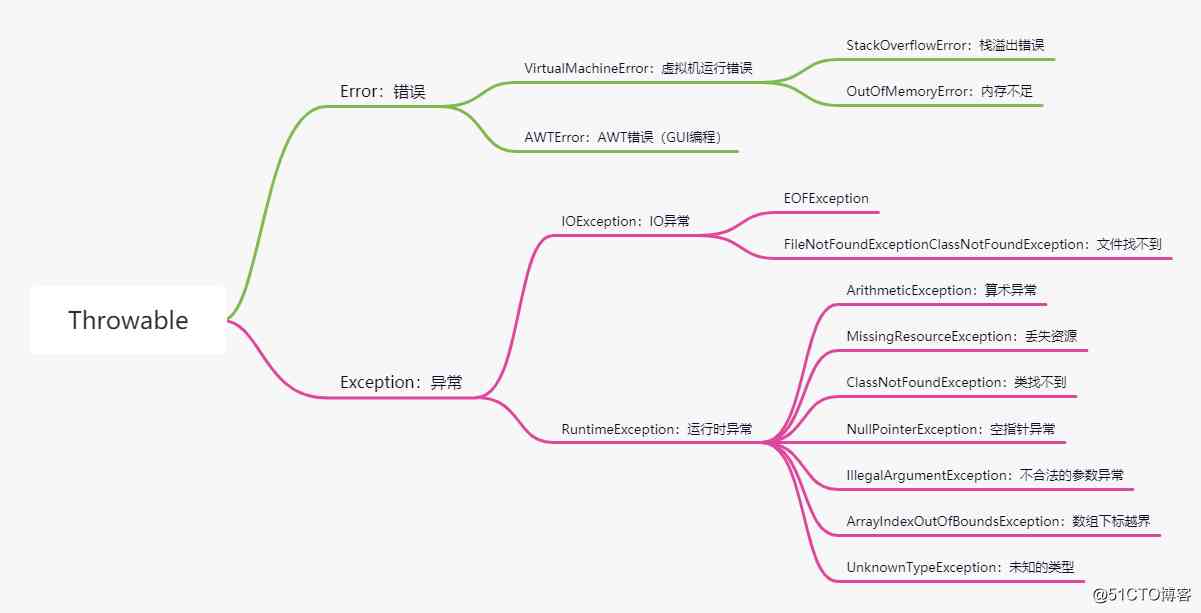 Throwable
Error：错误
VirtualMachineError：虚拟机运行错误
StackOverflowError：栈溢出错误
OutOfMemoryError：内存不足
AWTError：AWT错误（GUI编程）
Exception：异常
IOException：IO异常
EOFException
FileNotFoundExceptionClassNotFoundException：文件找不到
RuntimeException：运行时异常
ArithmeticException：算术异常
MissingResourceException：丢失资源
ClassNotFoundException：类找不到
NullPointerException：空指针异常
IllegalArgumentException：不合法的参数异常
ArrayIndexOutOfBoundsException：数组下标越界
UnknownTypeException：未知的类型
@51CTO博客